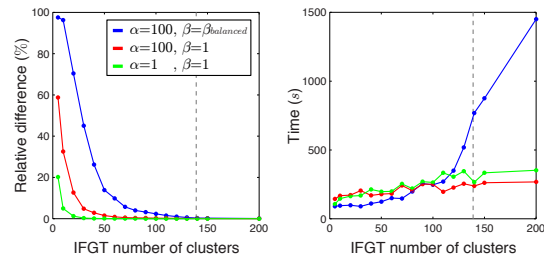 100
80
60
40
20
0
Relative difference (%)
α=100, β=β_balanced
α=100, β=1
α=1 , β=1
0 50 100 150 200
IFGT number of clusters
1500
1000
500
0
Time (s)
0 50 100 150 200
IFGT number of clusters